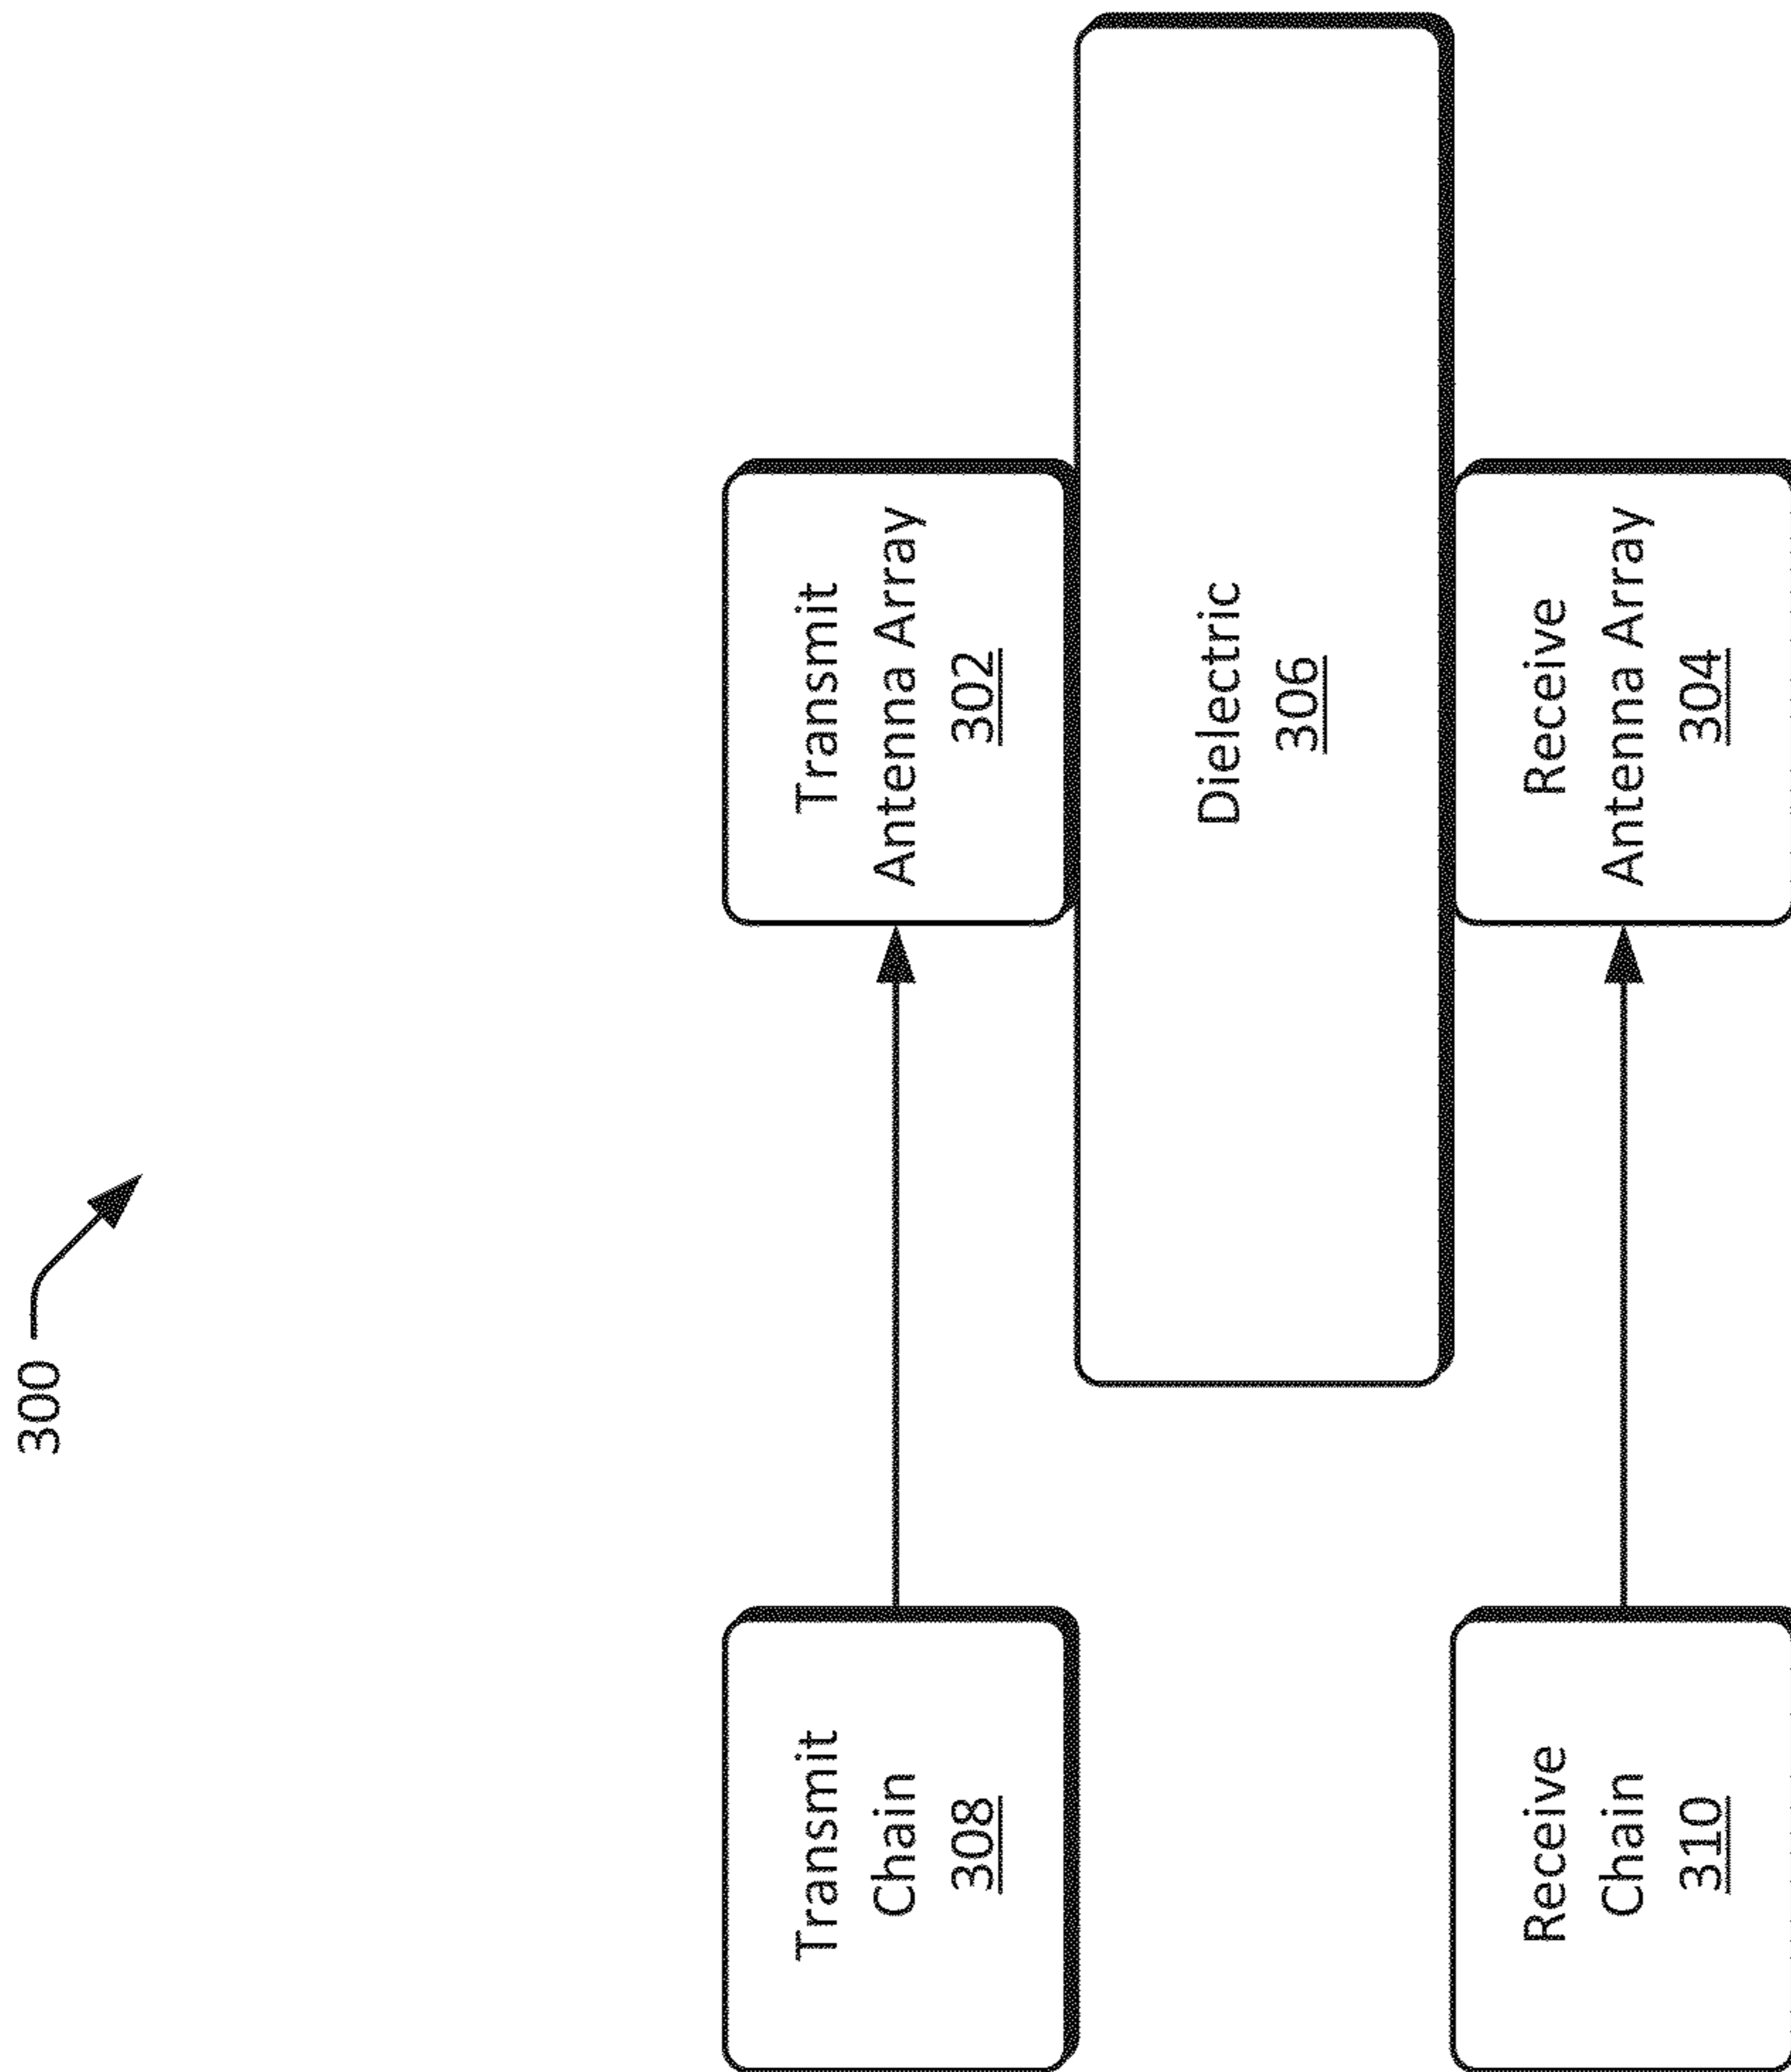 300
Transmit
Antenna Array
302
Dielectric
306
Receive
Antenna Array
304
Transmit
Chain
308
Receive
Chain
310